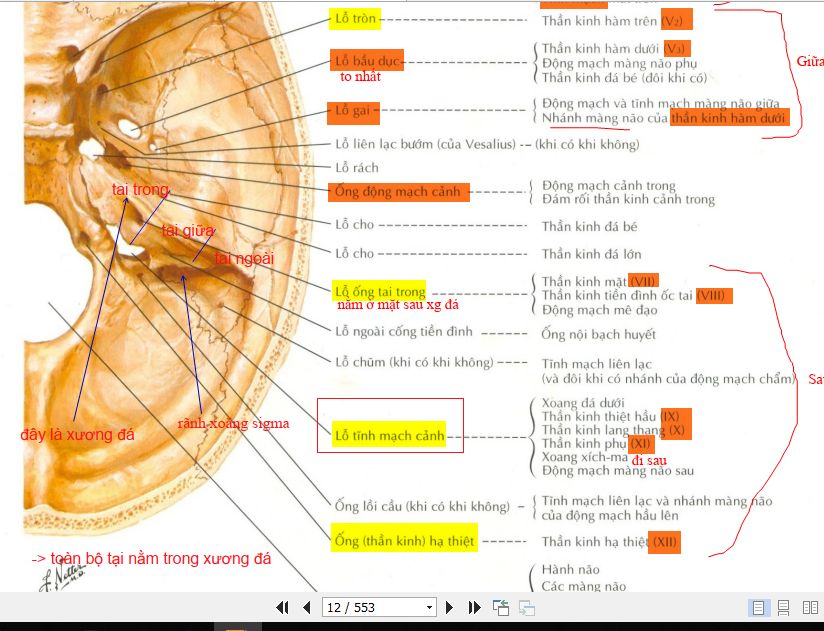 Lỗ tròn
Thần kinh hàm trên (V₂)
Lỗ bầu dục
to nhất
Thần kinh hàm dưới (V₃)
Động mạch màng não phụ
Thần kinh đá bé (đôi khi có)
Giữa
Lỗ gai
Động mạch và tĩnh mạch màng não giữa
Nhánh màng não của thần kinh hàm dưới
Lỗ liên lạc bướm (của Vesalius) -- (khi có khi không)
Lỗ rách
Ống động mạch cảnh
Động mạch cảnh trong
Đám rối thần kinh cảnh trong
tai trong
Lỗ cho
Thần kinh đá bé
tai giữa
Lỗ cho
Thần kinh đá lớn
tai ngoài
Lỗ ống tai trong
nằm ở mặt sau xg đá
Thần kinh mặt (VII)
Thần kinh tiền đình ốc tai (VIII)
Động mạch mê đạo
Lỗ ngoài cống tiền đình
Ống nội bạch huyết
Lỗ chũm (khi có khi không)
Tĩnh mạch liên lạc
(và đôi khi có nhánh của động mạch chẩm)
đây là xương đá
rãnh xoang sigma
Lỗ tĩnh mạch cảnh
Xoang đá dưới
Thần kinh thiệt hầu (IX)
Thần kinh lang thang (X)
Thần kinh phụ (XI)
Xoang xích-ma đi sau
Động mạch màng não sau
Ống lồi cầu (khi có khi không)
Tĩnh mạch liên lạc và nhánh màng não
của động mạch hầu lên
Ống (thần kinh) hạ thiệt
Thần kinh hạ thiệt (XII)
-> toàn bộ tại nằm trong xương đá
Hành não
Các màng não
12 / 553